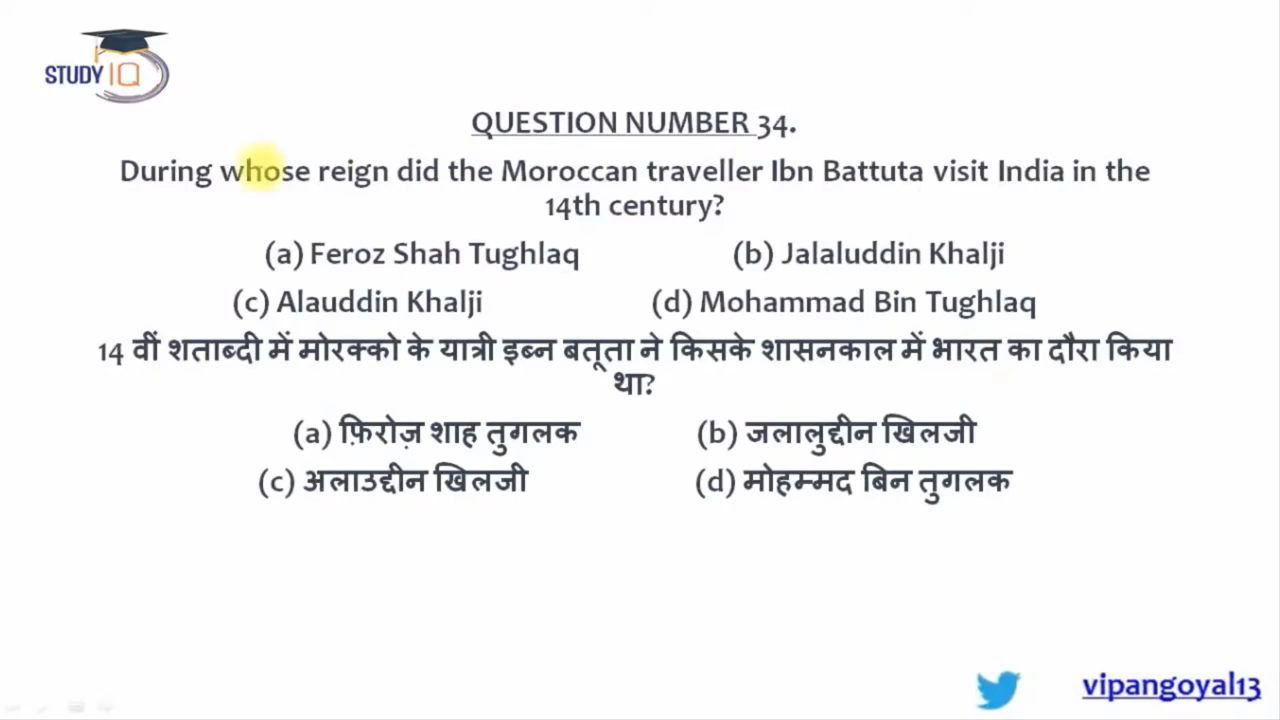 STUDY IQ
QUESTION NUMBER 34.
During whose reign did the Moroccan traveller Ibn Battuta visit India in the
14th century?
(a) Feroz Shah Tughlaq (b) Jalaluddin Khalji
(c) Alauddin Khalji (d) Mohammad Bin Tughlaq
14 वीं शताब्दी में मोरक्को के यात्री इब्न बतूता ने किसके शासनकाल में भारत का दौरा किया
था?
(a) फ़िरोज़ शाह तुगलक (b) जलालुद्दीन खिलजी
(c) अलाउद्दीन खिलजी (d) मोहम्मद बिन तुगलक
vipangoyal13